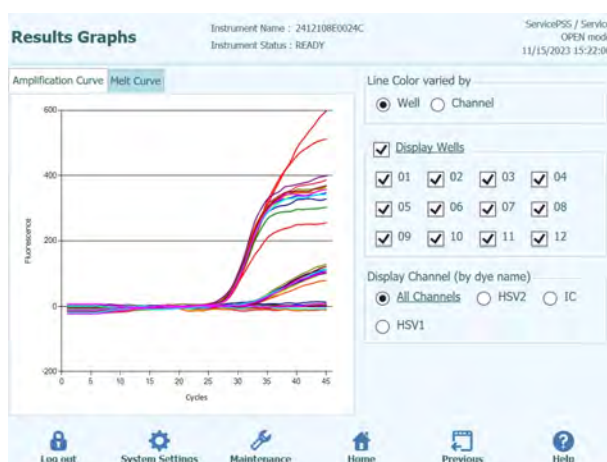 Results Graphs
Instrument Name : 2412108E0024C
Instrument Status : READY
ServicePSS / Servic
OPEN mod
11/15/2023 15:22:0
Amplification Curve Melt Curve
Line Color varied by
Well Channel
Display Wells
01 02 03 04
05 06 07 08
09 10 11 12
Display Channel (by dye name)
All Channels HSV2 IC
HSV1
600
400
200
0
-200
Fluorescence
0 5 10 15 20 25 30 35 40 45
Cycles
Log out System Settings Maintenance Home Previous Help